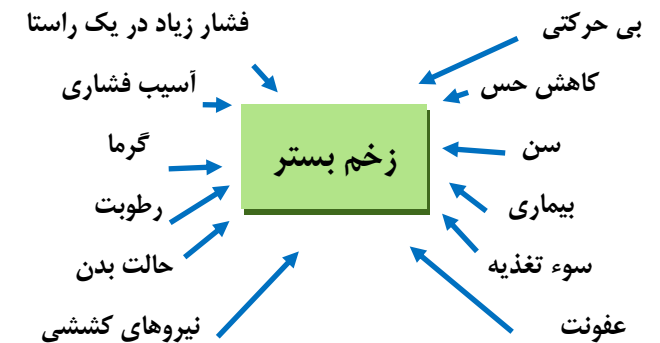 بی حرکتی
فشار زیاد در یک راستا
کاهش حس
آسیب فشاری
سن
گرما
زخم بستر
بیماری
رطوبت
سوء تغذیه
حالت بدن
عفونت
نیروهای کششی